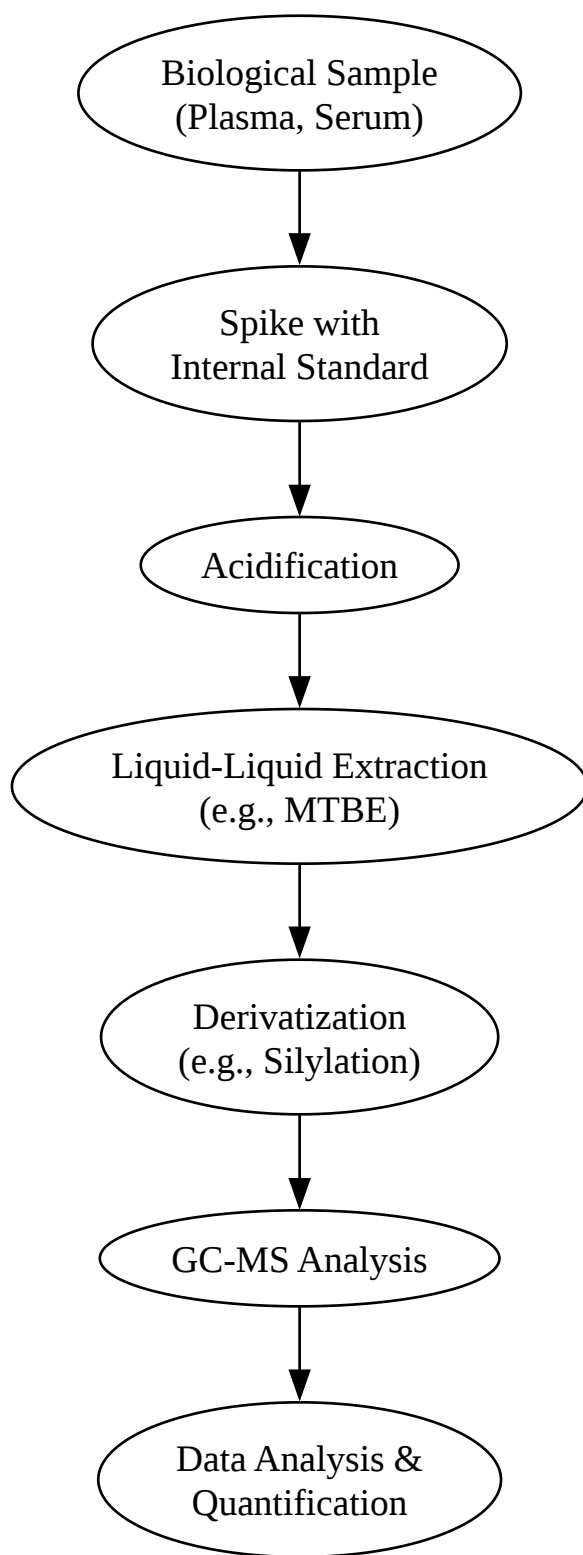 Biological Sample
(Plasma, Serum)
Spike with
Internal Standard
Acidification
Liquid-Liquid Extraction
(e.g., MTBE)
Derivatization
(e.g., Silylation)
GC-MS Analysis
Data Analysis &
Quantification